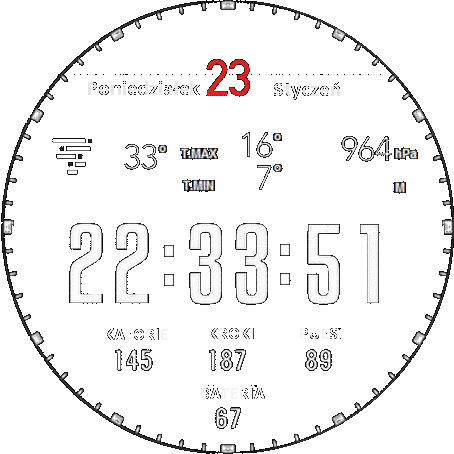 Poniedziałek 23 Styczeń
33° T:MAX 16° 964 hPa
T:MIN 7° M
22:33:51
KALORIE KROKI PULS!
145 187 89
BATERIA
67